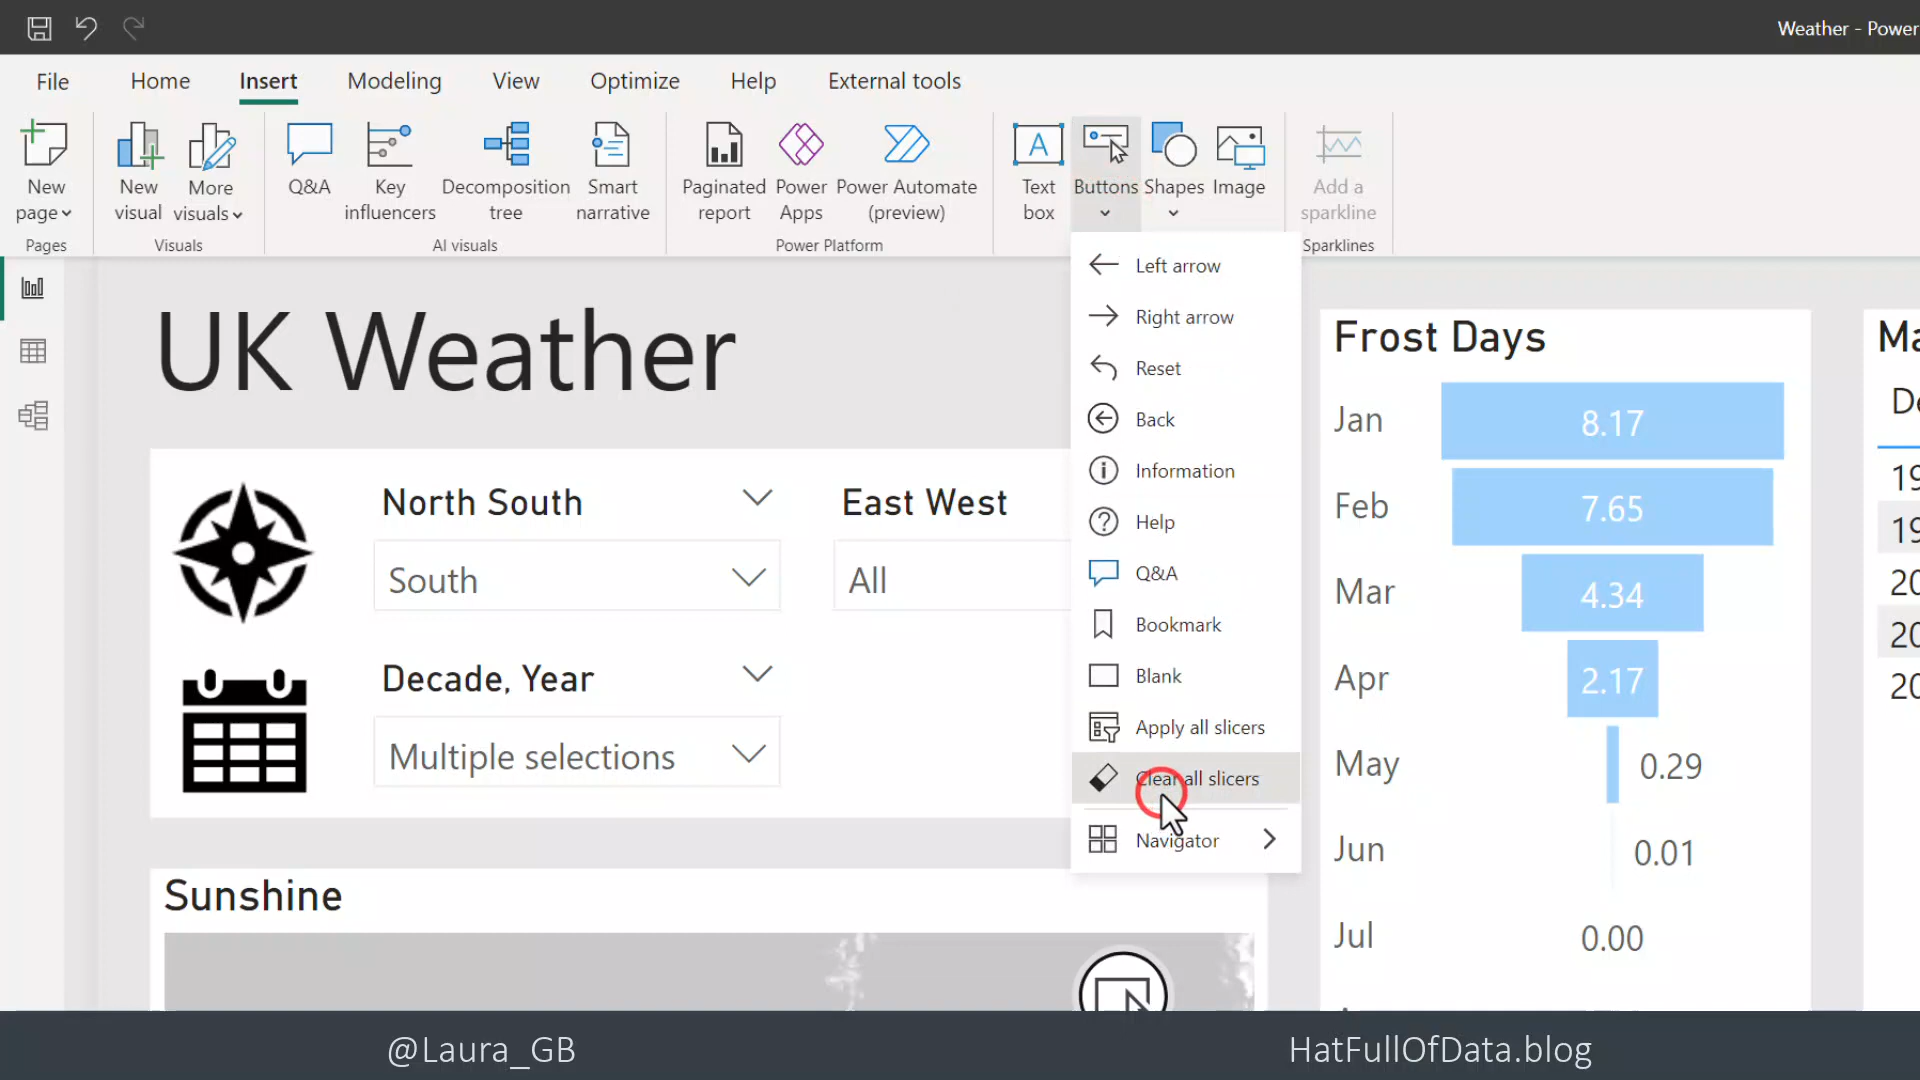 Weather - Power
File Home Insert Modeling View Optimize Help External tools
New page
New visual
More visuals
Q&A
Key influencers
Decomposition tree
Smart narrative
Paginated report
Power Apps
Power Automate (preview)
Text box
Buttons
Shapes
Image
Add a sparkline
Pages
Visuals
AI visuals
Power Platform
Sparklines
Left arrow
Right arrow
Reset
Back
Information
Help
Q&A
Bookmark
Blank
Apply all slicers
Clear all slicers
Navigator
UK Weather
North South
South
East West
All
Decade, Year
Multiple selections
Sunshine
Frost Days
Jan 8.17
Feb 7.65
Mar 4.34
Apr 2.17
May 0.29
Jun 0.01
Jul 0.00
@Laura_GB
HatFullOfData.blog